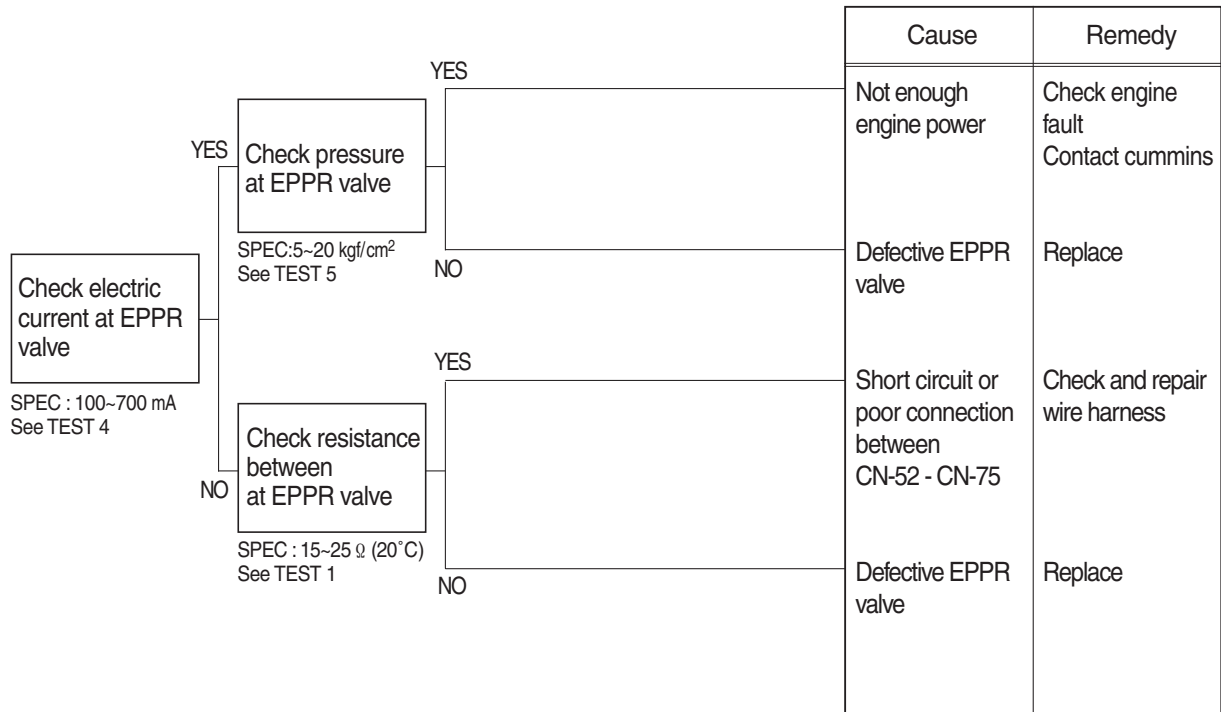 Cause
Remedy
YES
Not enough
engine power
Check engine
fault
Contact cummins
YES
Check pressure
at EPPR valve
SPEC:5~20 kgf/cm²
See TEST 5
NO
Defective EPPR
valve
Replace
Check electric
current at EPPR
valve
SPEC : 100~700 mA
See TEST 4
YES
Short circuit or
poor connection
between
CN-52 - CN-75
Check and repair
wire harness
NO
Check resistance
between
at EPPR valve
SPEC : 15~25 Ω (20˚C)
See TEST 1
NO
Defective EPPR
valve
Replace